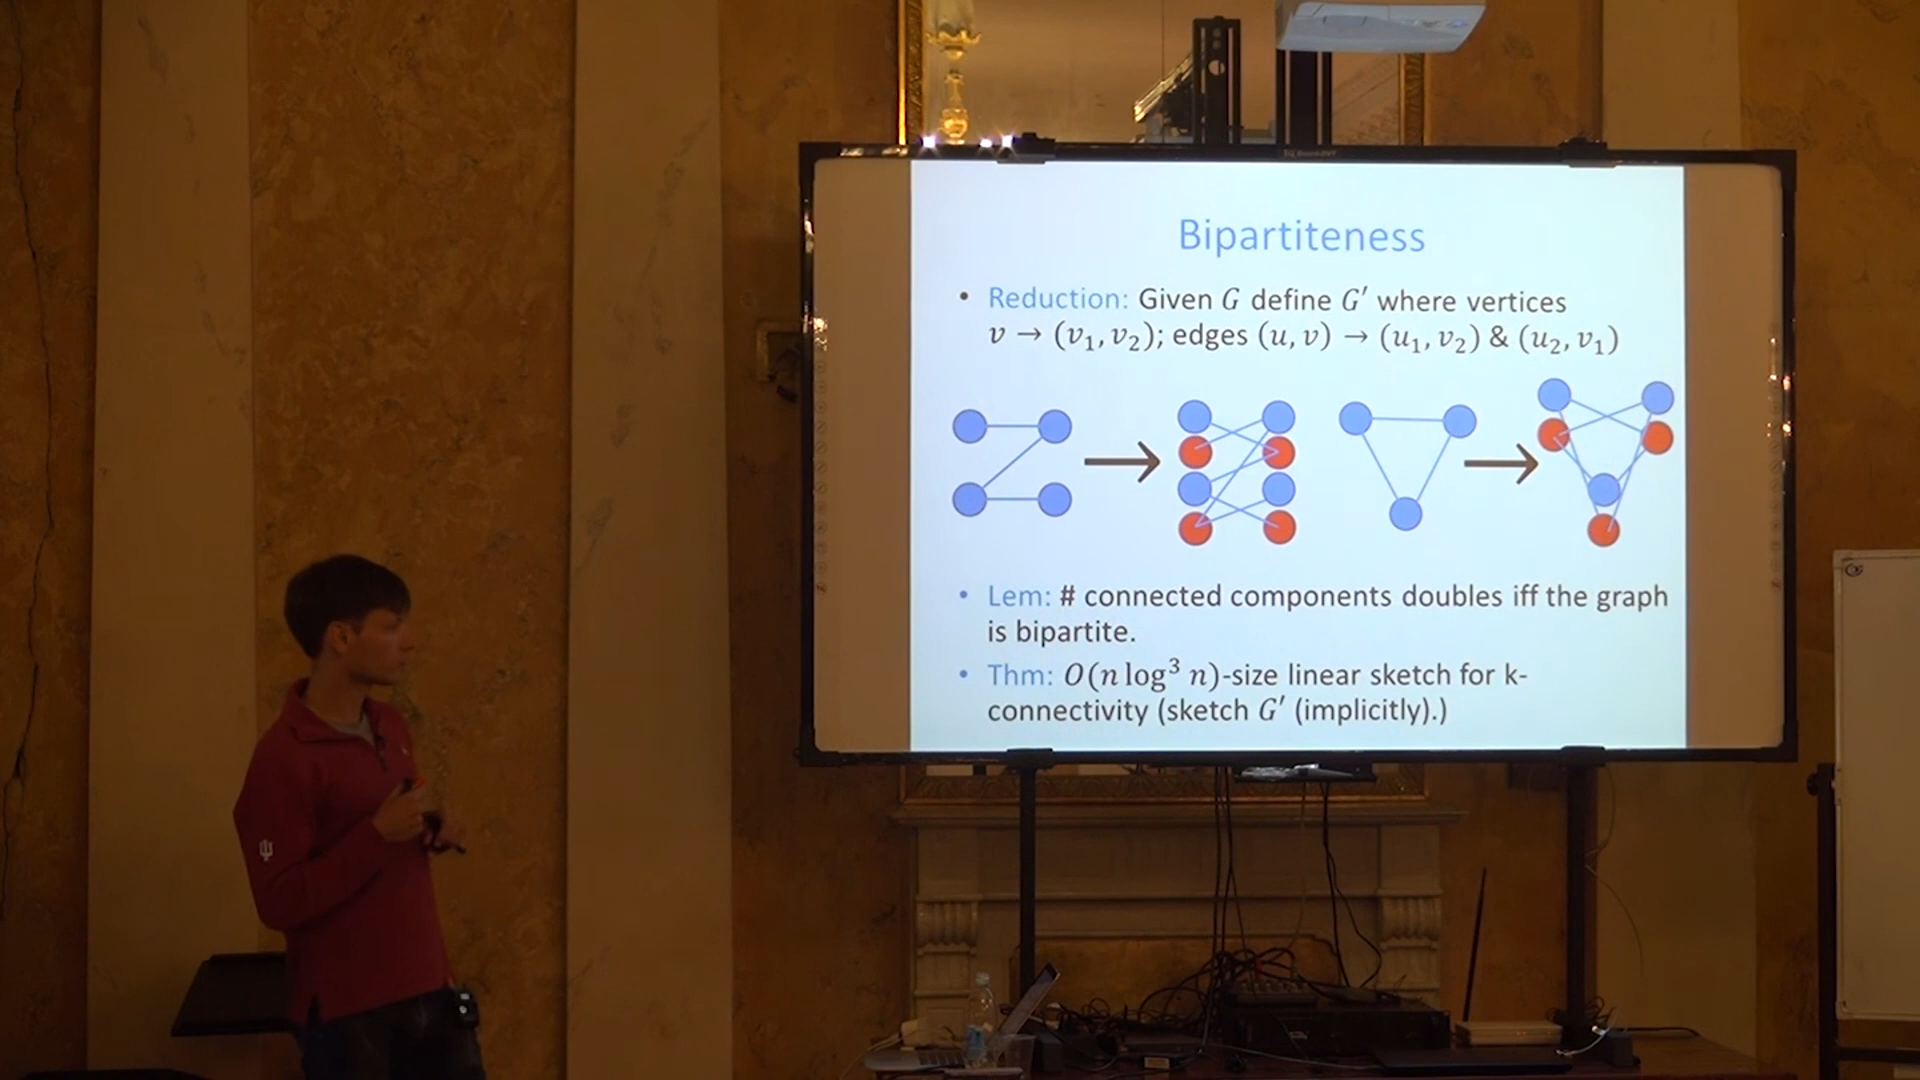 Bipartiteness
• Reduction: Given G define G′ where vertices
v → (v₁, v₂); edges (u, v) → (u₁, v₂) & (u₂, v₁)
• Lem: # connected components doubles iff the graph
is bipartite.
• Thm: O(n log³ n)-size linear sketch for k-
connectivity (sketch G′ (implicitly).)